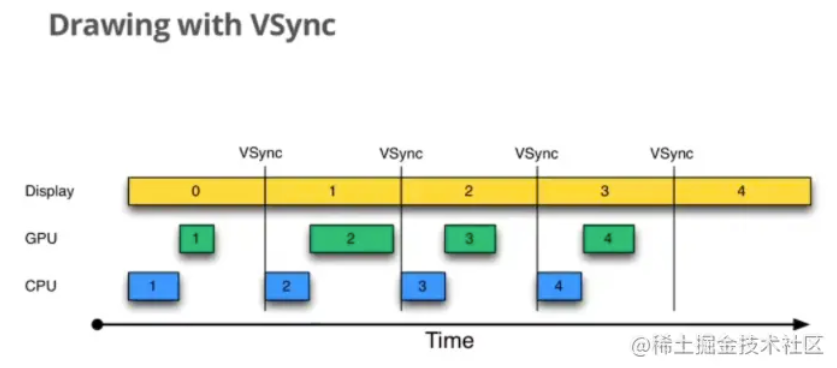 Drawing with VSync
VSync VSync VSync VSync
Display 0 1 2 3 4
GPU 1 2 3 4
CPU 1 2 3 4
Time
@稀土掘金技术社区